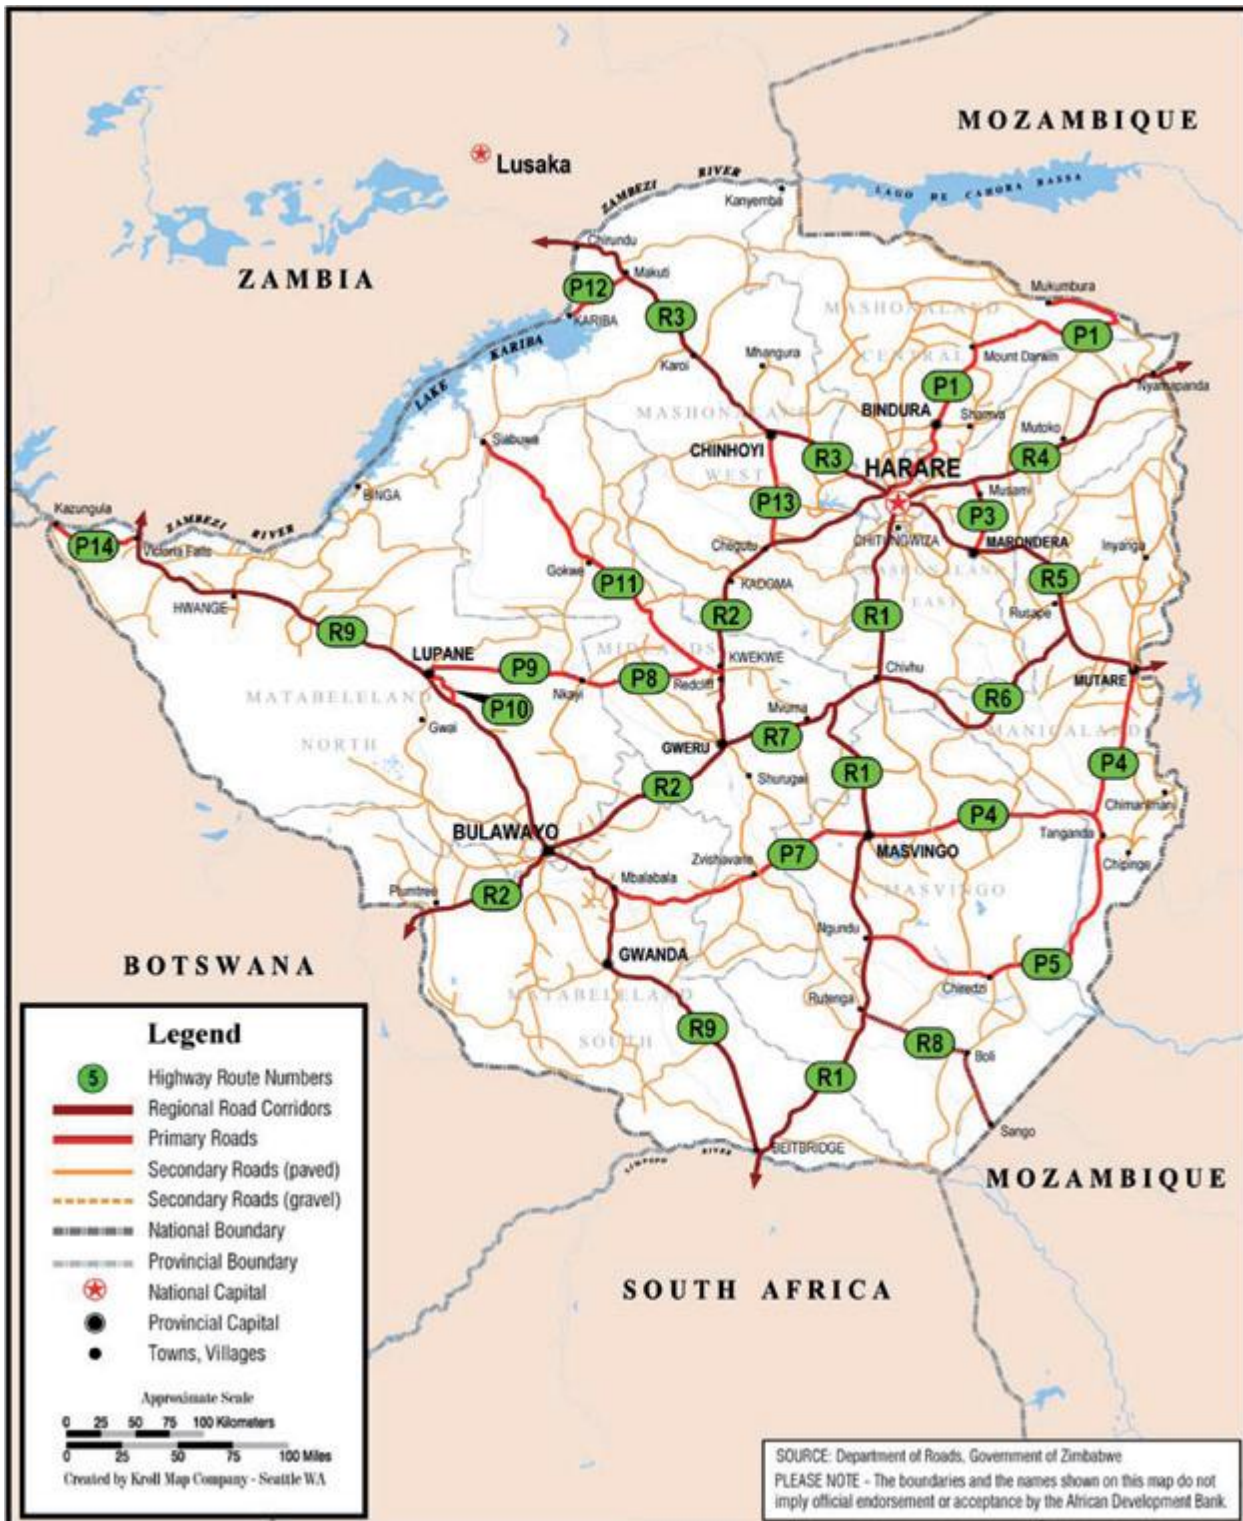 MOZAMBIQUE
Lusaka
ZAMBEZI RIVER
Kanyemba
LAGO DE CAHORA BASSA
Chirundu
ZAMBIA
Makuti
P12
Mukumbura
MASHONALAND
KARIBA
R3
P1
LAKE KARIBA
CENTRAL
Mount Darwin
Mhangura
Karoi
Nyamapanda
P1
MASHONALAND
BINDURA
Shamva
Siabuwa
Mutoko
CHINHOYI
R3
HARARE
R4
WEST
BINGA
Musami
Kazungula
P13
ZAMBEZI RIVER
P3
P14
Victoria Falls
CHITUNGWIZA
MARONDERA
Inyanga
Chegutu
Gokwe
MASHONALAND
P11
KADOMA
R5
EAST
HWANGE
Rusape
R2
R1
R9
MIDLANDS
LUPANE
P9
KWEKWE
Chivhu
P8
Redcliff
MUTARE
Nkayi
MATABELELAND
P10
R6
Gwai
Mvuma
MANICALAND
NORTH
GWERU
R7
P4
Shurugwi
R1
R2
Chimanimani
P4
BULAWAYO
Tanganda
MASVINGO
P7
Chipinge
Zvishavane
Mbalabala
Plumtree
R2
MASVINGO
Ngundu
GWANDA
BOTSWANA
P5
Chiredzi
MATABELELAND
Rutenga
R9
SOUTH
R8
Boli
R1
Sango
BEITBRIDGE
LIMPOPO RIVER
MOZAMBIQUE
SOUTH AFRICA
Legend
5 Highway Route Numbers
Regional Road Corridors
Primary Roads
Secondary Roads (paved)
Secondary Roads (gravel)
National Boundary
Provincial Boundary
National Capital
Provincial Capital
Towns, Villages
Approximate Scale
0 25 50 75 100 Kilometers
0 25 50 75 100 Miles
Created by Kroll Map Company - Seattle WA
SOURCE: Department of Roads, Government of Zimbabwe
PLEASE NOTE - The boundaries and the names shown on this map do not
imply official endorsement or acceptance by the African Development Bank.